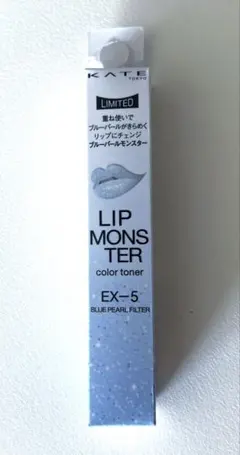 KATE
TOKYO
LIMITED
重ね使いで
ブルーパールがきらめく
リップにチェンジ
ブルーパールモンスター
LIP
MONS
TER
color toner
EX-5
BLUE PEARL FILTER